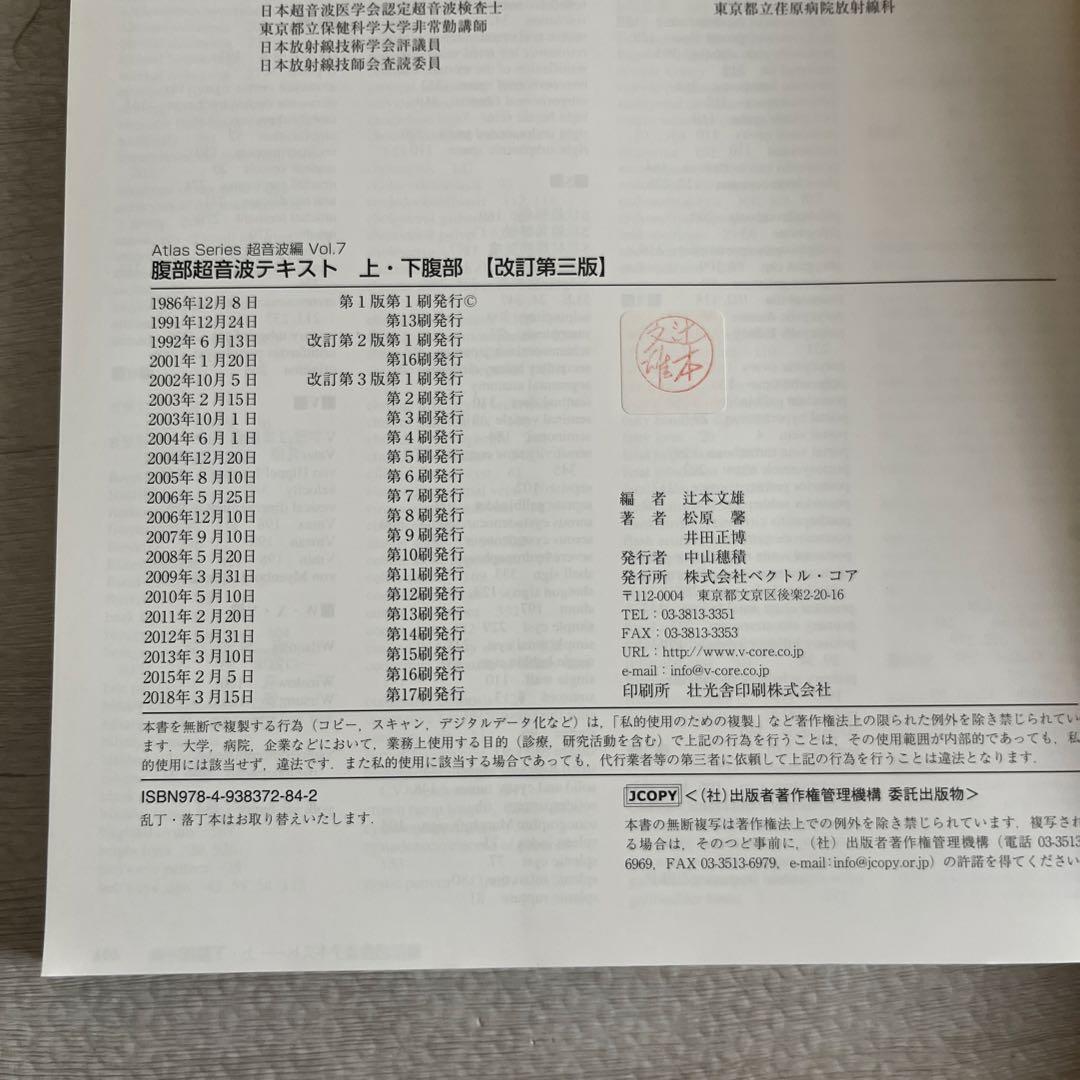 日本超音波医学会認定超音波検査士
東京都立保健科学大学非常勤講師
日本放射線技術学会評議員
日本放射線技師会査読委員
東京都立荏原病院放射線科
Atlas Series 超音波編 Vol.7
腹部超音波テキスト 上・下腹部 【改訂第三版】
1986年12月8日 第1版第1刷発行©
1991年12月24日 第13刷発行
1992年6月13日 改訂第2版第1刷発行
2001年1月20日 第16刷発行
2002年10月5日 改訂第3版第1刷発行
2003年2月15日 第2刷発行
2003年10月1日 第3刷発行
2004年6月1日 第4刷発行
2004年12月20日 第5刷発行
2005年8月10日 第6刷発行
2006年5月25日 第7刷発行
2006年12月10日 第8刷発行
2007年9月10日 第9刷発行
2008年5月20日 第10刷発行
2009年3月31日 第11刷発行
2010年5月10日 第12刷発行
2011年2月20日 第13刷発行
2012年5月31日 第14刷発行
2013年3月10日 第15刷発行
2015年2月5日 第16刷発行
2018年3月15日 第17刷発行
辻本
文雄
編 者 辻本文雄
著 者 松原 馨
井田正博
発行者 中山穂積
発行所 株式会社ベクトル・コア
〒112-0004 東京都文京区後楽2-20-16
TEL：03-3813-3351
FAX：03-3813-3353
URL：http://www.v-core.co.jp
e-mail：info@v-core.co.jp
印刷所 壮光舎印刷株式会社
本書を無断で複製する行為（コピー，スキャン，デジタルデータ化など）は，「私的使用のための複製」など著作権法上の限られた例外を除き禁じられてい
ます．大学，病院，企業などにおいて，業務上使用する目的（診療，研究活動を含む）で上記の行為を行うことは，その使用範囲が内部的であっても，私
的使用には該当せず，違法です．また私的使用に該当する場合であっても，代行業者等の第三者に依頼して上記の行為を行うことは違法となります．
ISBN978-4-938372-84-2
乱丁・落丁本はお取り替えいたします．
JCOPY ＜（社）出版者著作権管理機構 委託出版物＞
本書の無断複写は著作権法上での例外を除き禁じられています．複写され
る場合は，そのつど事前に，（社）出版者著作権管理機構（電話 03-3513
6969，FAX 03-3513-6979，e-mail:info@jcopy.or.jp）の許諾を得てください